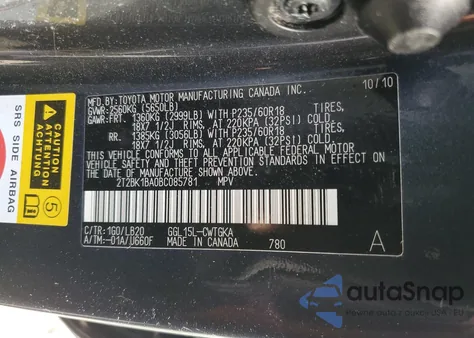 MFD. BY: TOYOTA MOTOR MANUFACTURING CANADA INC. 10/10
GVWR: 2560KG (5650LB)
GAWR: FRT. 1360KG (2999LB) WITH P235/60R18 TIRES,
18X7 1/2J RIMS, AT 220KPA (32PSI) COLD
RR. 1385KG (3056LB) WITH P235/60R18 TIRES,
18X7 1/2J RIMS, AT 220KPA (32PSI) COLD
THIS VEHICLE CONFORMS TO ALL APPLICABLE FEDERAL MOTOR
VEHICLE SAFETY AND THEFT PREVENTION STANDARDS IN EFFECT ON
THE DATE OF MANUFACTURE SHOWN ABOVE.
2T2BK1BA0BC085781 MPV
C/TR: 1G0/LB20 GGL15L-CWTGKA
A/TM: -01A/U660F MADE IN CANADA 780 A
SRS SIDE AIRBAG
5
autoSnap